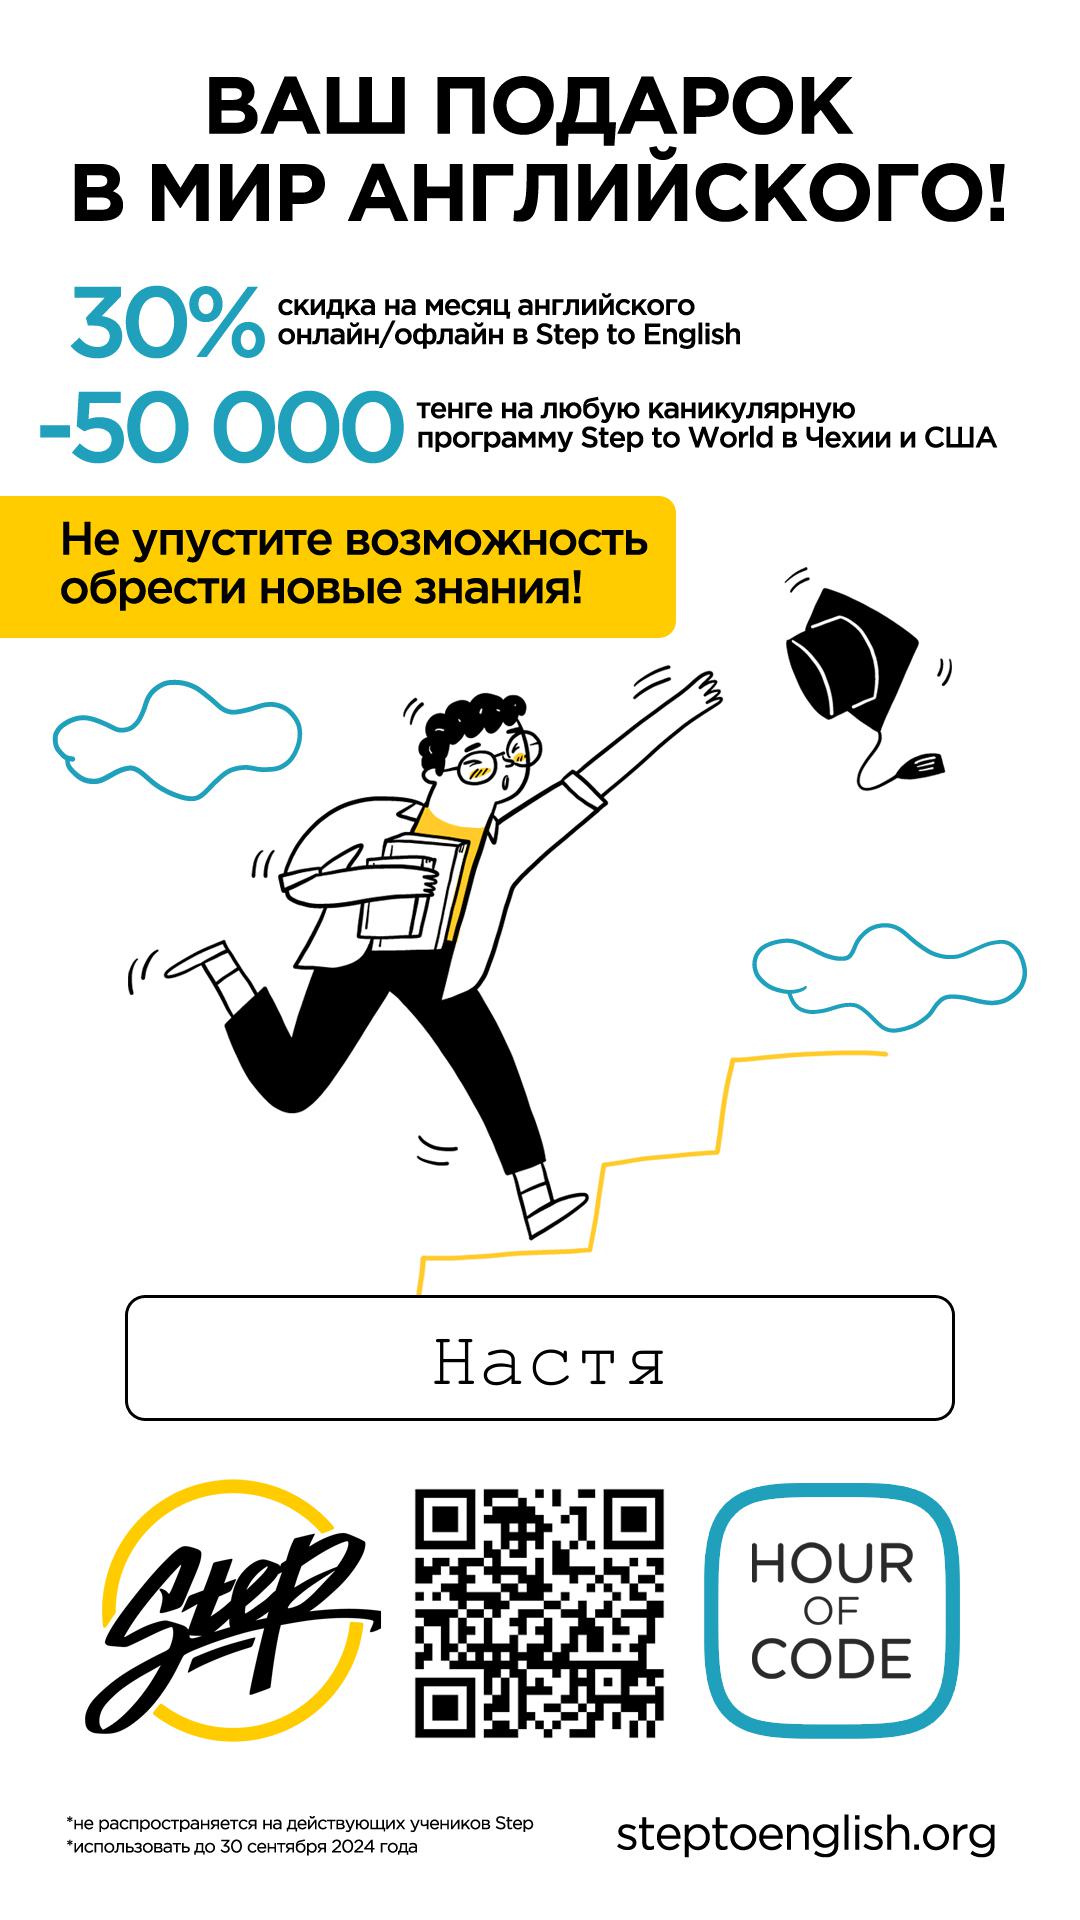 ВАШ ПОДАРОК
В МИР АНГЛИЙСКОГО!
30% скидка на месяц английского
онлайн/офлайн в Step to English
-50 000 тенге на любую каникулярную
программу Step to World в Чехии и США
Не упустите возможность
обрести новые знания!
Настя
Step
HOUR
OF
CODE
*не распространяется на действующих учеников Step
*использовать до 30 сентября 2024 года
steptoenglish.org